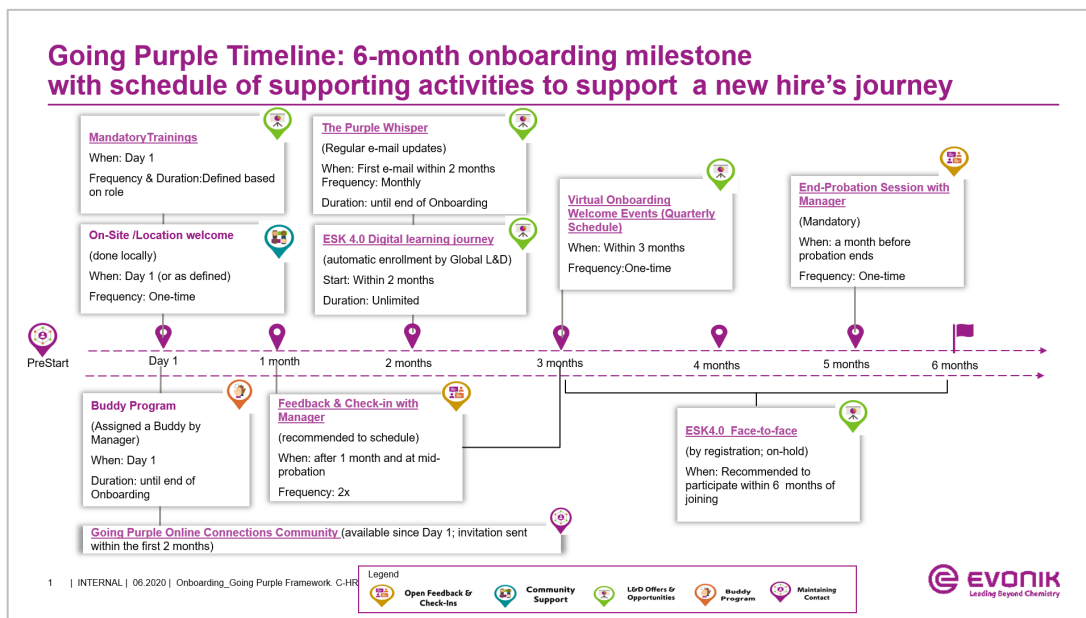 Going Purple Timeline: 6-month onboarding milestone
with schedule of supporting activities to support a new hire's journey
MandatoryTrainings
When: Day 1
Frequency & Duration:Defined based
on role
The Purple Whisper
(Regular e-mail updates)
When: First e-mail within 2 months
Frequency: Monthly
Duration: until end of Onboarding
On-Site /Location welcome
(done locally)
When: Day 1 (or as defined)
Frequency: One-time
ESK 4.0 Digital learning journey
(automatic enrollment by Global L&D)
Start: Within 2 months
Duration: Unlimited
Virtual Onboarding
Welcome Events (Quarterly
Schedule)
When: Within 3 months
Frequency:One-time
End-Probation Session with
Manager
(Mandatory)
When: a month before
probation ends
Frequency: One-time
PreStart
Day 1
1 month
2 months
3 months
4 months
5 months
6 months
Buddy Program
(Assigned a Buddy by
Manager)
When: Day 1
Duration: until end of
Onboarding
Feedback & Check-in with
Manager
(recommended to schedule)
When: after 1 month and at mid-
probation
Frequency: 2x
ESK4.0 Face-to-face
(by registration; on-hold)
When: Recommended to
participate within 6 months of
joining
Going Purple Online Connections Community (available since Day 1; invitation sent
within the first 2 months)
1 | INTERNAL | 06.2020 | Onboarding_Going Purple Framework. C-HR
Legend
Open Feedback &
Check-Ins
Community
Support
L&D Offers &
Opportunities
Buddy
Program
Maintaining
Contact
EVONIK
Leading Beyond Chemistry